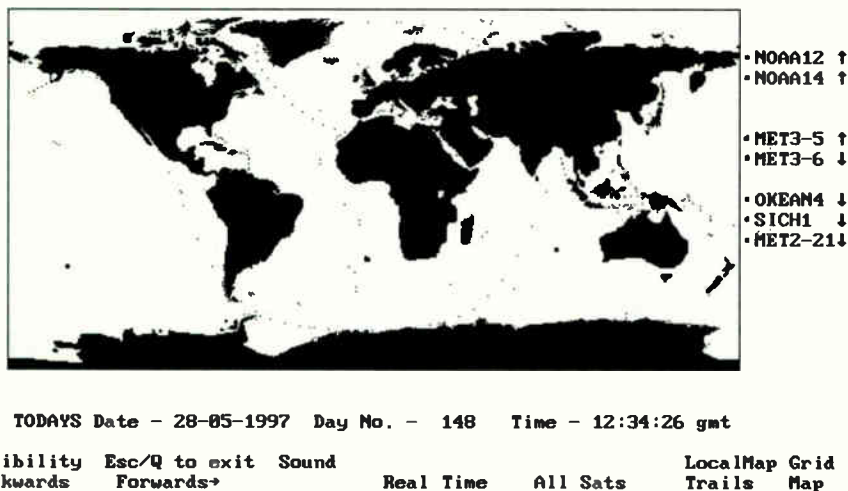 ·NOAA12 ↑
·NOAA14 ↑
·MET3-5 ↑
·MET3-6 ↓
·OKEAN4 ↓
·SICH1 ↓
·MET2-21↓
TODAYS Date - 28-05-1997 Day No. - 148 Time - 12:34:26 gmt
ibility Esc/Q to exit Sound LocalMap Grid
kwards Forwards→ Real Time All Sats Trails Map